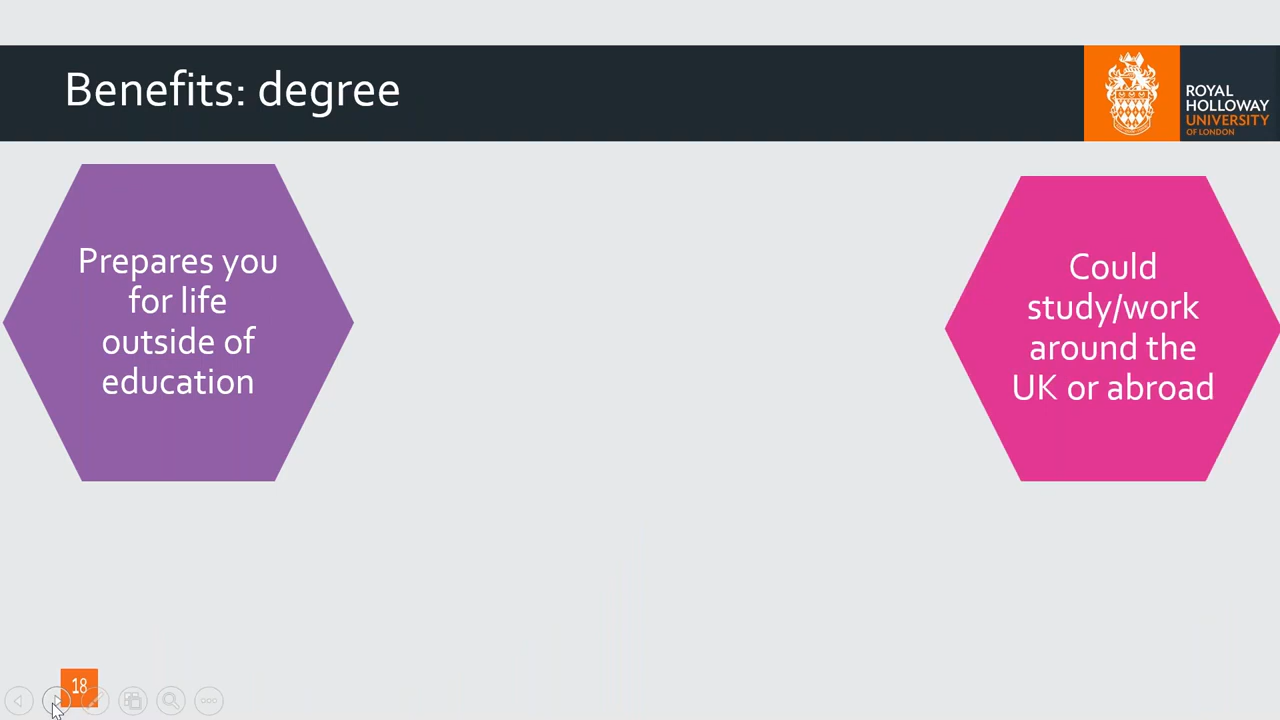 Benefits: degree
ROYAL
HOLLOWAY
UNIVERSITY
OF LONDON
Prepares you
for life
outside of
education
Could
study/work
around the
UK or abroad
18